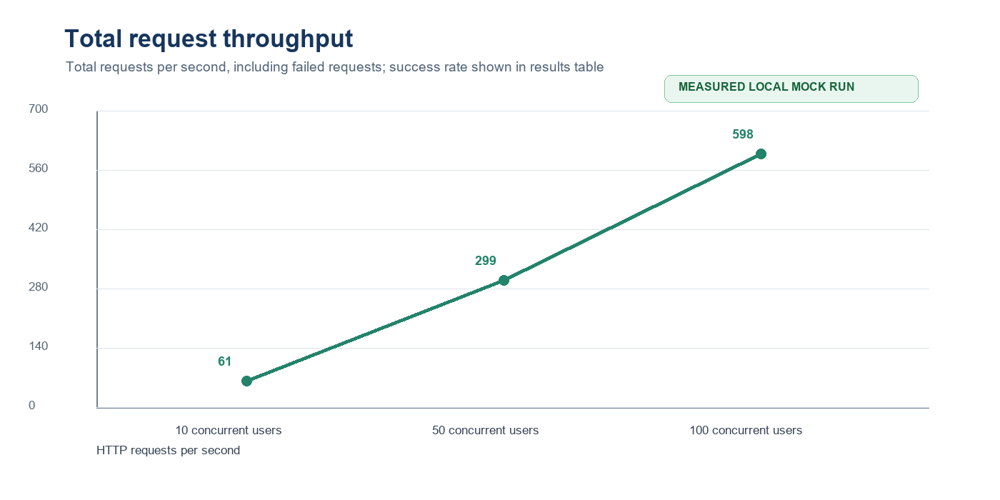 Total request throughput
Total requests per second, including failed requests; success rate shown in results table
MEASURED LOCAL MOCK RUN
700
598
560
420
299
280
140
61
0
10 concurrent users
50 concurrent users
100 concurrent users
HTTP requests per second